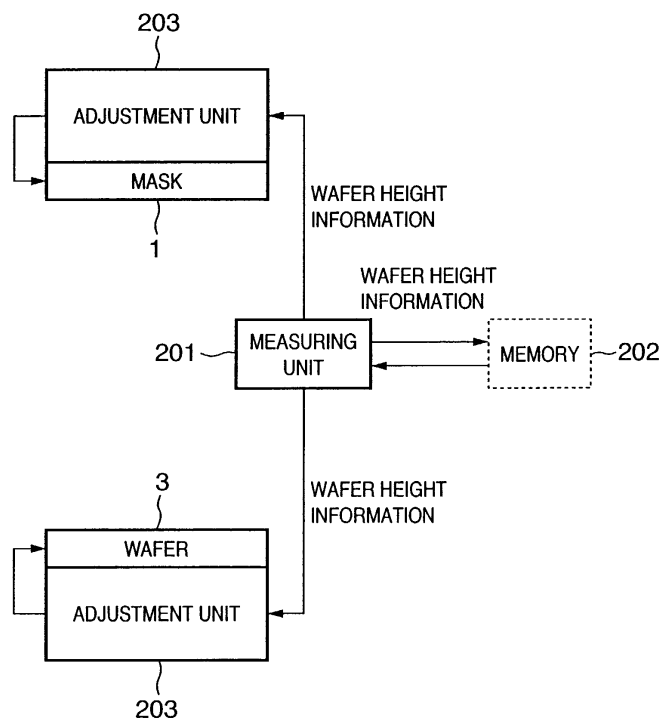 203
ADJUSTMENT UNIT
MASK
1
WAFER HEIGHT
INFORMATION
WAFER HEIGHT
INFORMATION
201
MEASURING
UNIT
MEMORY
202
WAFER HEIGHT
INFORMATION
3
WAFER
ADJUSTMENT UNIT
203